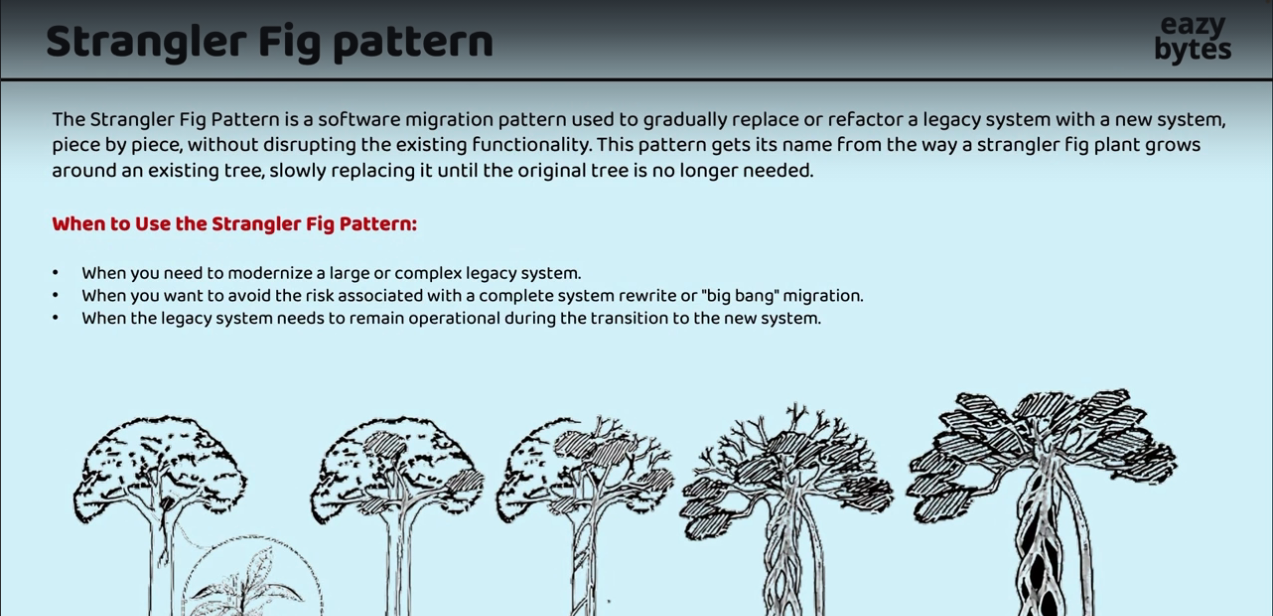 Strangler Fig pattern
eazy
bytes
The Strangler Fig Pattern is a software migration pattern used to gradually replace or refactor a legacy system with a new system,
piece by piece, without disrupting the existing functionality. This pattern gets its name from the way a strangler fig plant grows
around an existing tree, slowly replacing it until the original tree is no longer needed.
When to Use the Strangler Fig Pattern:
• When you need to modernize a large or complex legacy system.
• When you want to avoid the risk associated with a complete system rewrite or "big bang" migration.
• When the legacy system needs to remain operational during the transition to the new system.